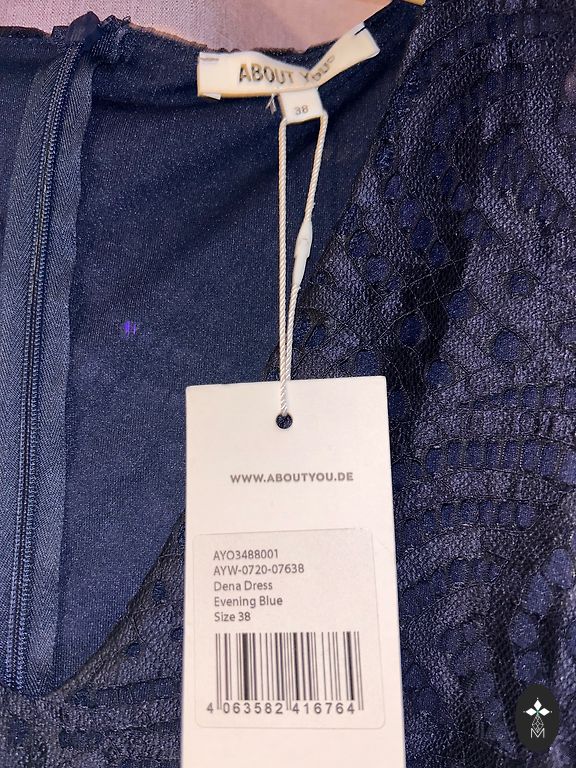 ABOUT YOU°
38
WWW.ABOUTYOU.DE
AYO3488001
AYW-0720-07638
Dena Dress
Evening Blue
Size 38
4 063582 416764
M